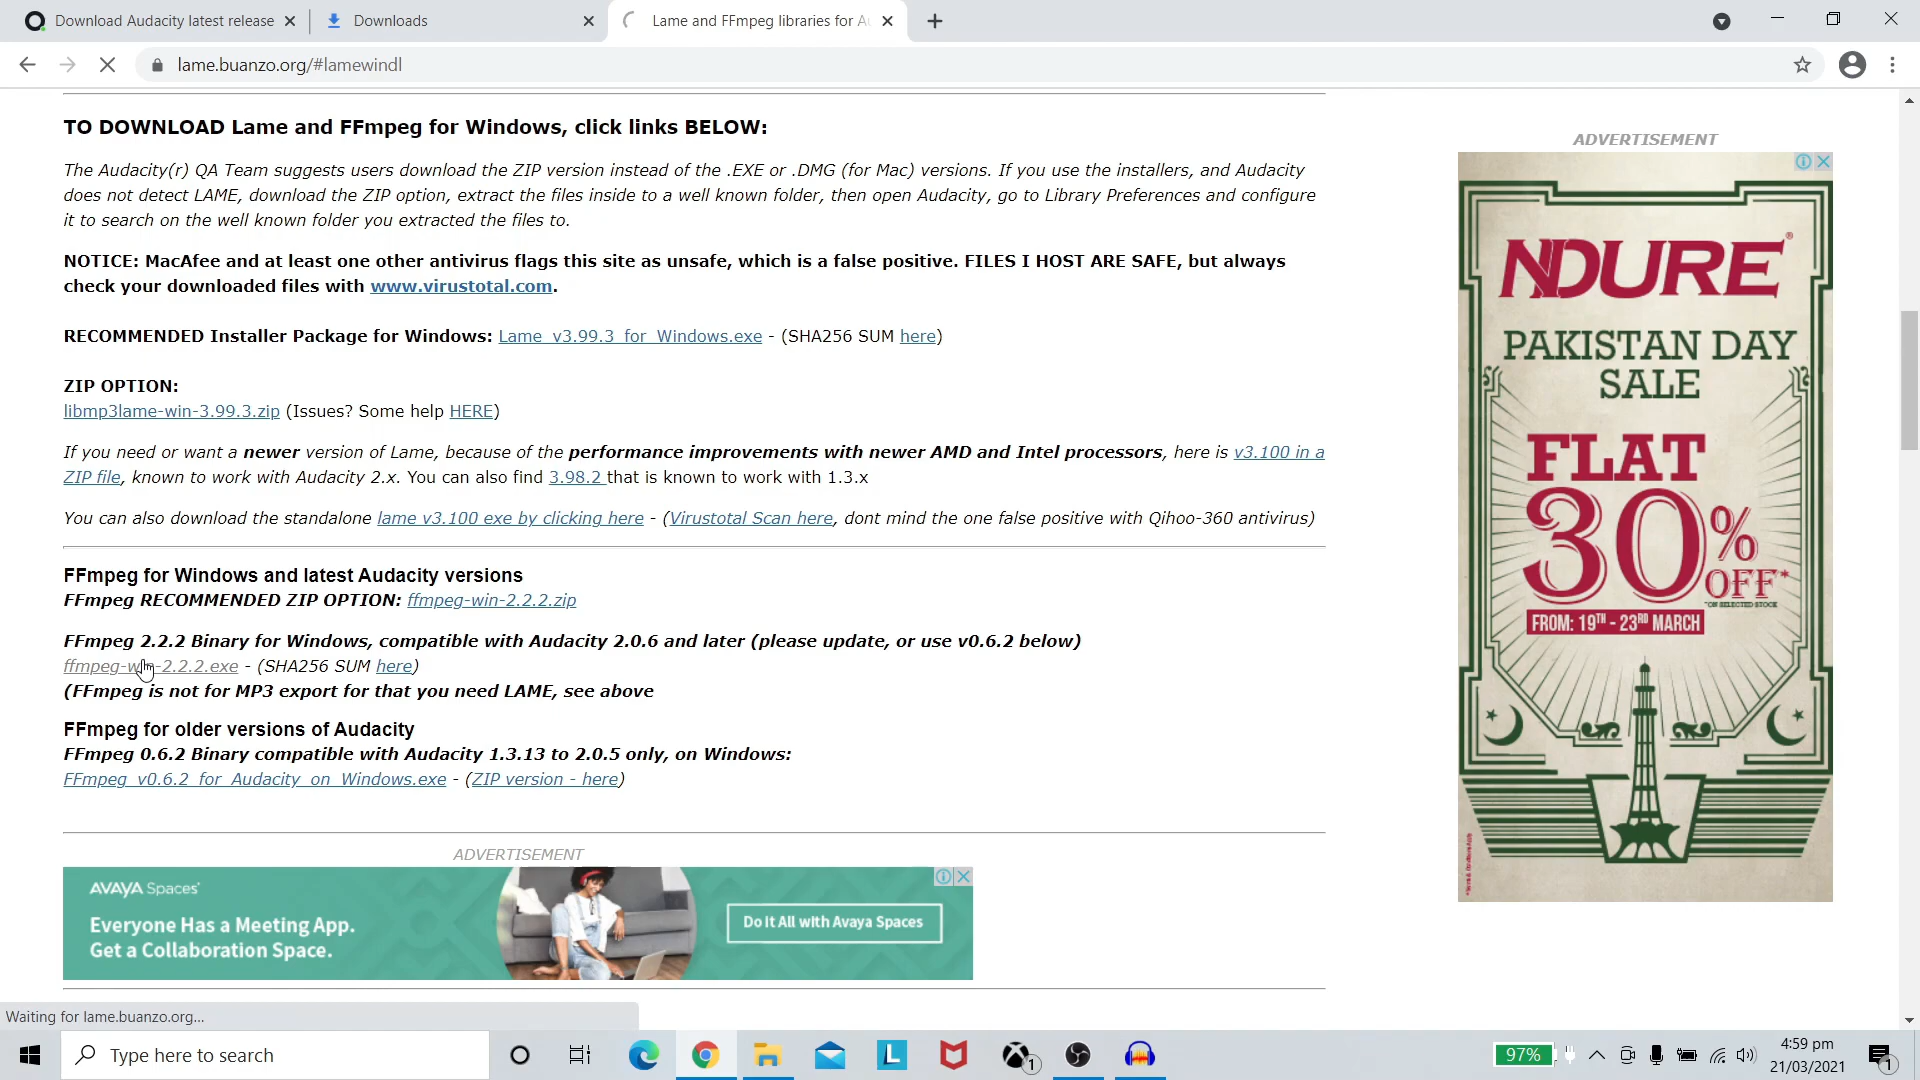 Download Audacity latest release
Downloads
Lame and FFmpeg libraries for Au
lame.buanzo.org/#lamewindl
TO DOWNLOAD Lame and FFmpeg for Windows, click links BELOW:
The Audacity(r) QA Team suggests users download the ZIP version instead of the .EXE or .DMG (for Mac) versions. If you use the installers, and Audacity
does not detect LAME, download the ZIP option, extract the files inside to a well known folder, then open Audacity, go to Library Preferences and configure
it to search on the well known folder you extracted the files to.
NOTICE: MacAfee and at least one other antivirus flags this site as unsafe, which is a false positive. FILES I HOST ARE SAFE, but always
check your downloaded files with www.virustotal.com.
RECOMMENDED Installer Package for Windows: Lame_v3.99.3_for_Windows.exe - (SHA256 SUM here)
ZIP OPTION:
libmp3lame-win-3.99.3.zip (Issues? Some help HERE)
If you need or want a newer version of Lame, because of the performance improvements with newer AMD and Intel processors, here is v3.100 in a
ZIP file, known to work with Audacity 2.x. You can also find 3.98.2 that is known to work with 1.3.x
You can also download the standalone lame v3.100 exe by clicking here - (Virustotal Scan here, dont mind the one false positive with Qihoo-360 antivirus)
FFmpeg for Windows and latest Audacity versions
FFmpeg RECOMMENDED ZIP OPTION: ffmpeg-win-2.2.2.zip
FFmpeg 2.2.2 Binary for Windows, compatible with Audacity 2.0.6 and later (please update, or use v0.6.2 below)
ffmpeg-win-2.2.2.exe - (SHA256 SUM here)
(FFmpeg is not for MP3 export for that you need LAME, see above
FFmpeg for older versions of Audacity
FFmpeg 0.6.2 Binary compatible with Audacity 1.3.13 to 2.0.5 only, on Windows:
FFmpeg_v0.6.2_for_Audacity_on_Windows.exe - (ZIP version - here)
ADVERTISEMENT
AVAYA Spaces
Everyone Has a Meeting App.
Get a Collaboration Space.
Do It All with Avaya Spaces
ADVERTISEMENT
NDURE®
PAKISTAN DAY
SALE
FLAT
30%
OFF*
*ON SELECTED STOCK
FROM: 19TH - 23RD MARCH
Waiting for lame.buanzo.org...
Type here to search
1
97%
4:59 pm
21/03/2021
1